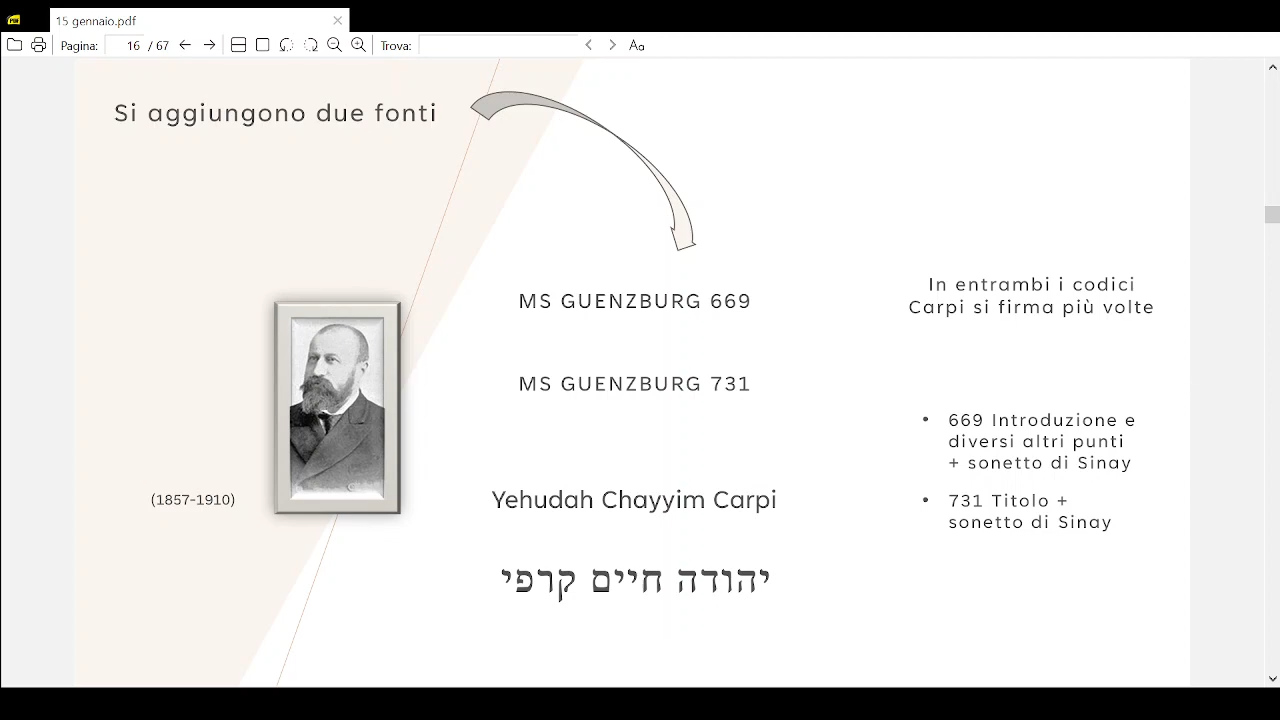 15 gennaio.pdf
Pagina: 16 / 67
Trova:
Aa
Si aggiungono due fonti
MS GUENZBURG 669
MS GUENZBURG 731
(1857-1910)
Yehudah Chayyim Carpi
יהודה חיים קרפי
In entrambi i codici
Carpi si firma più volte
• 669 Introduzione e
diversi altri punti
+ sonetto di Sinay
• 731 Titolo +
sonetto di Sinay